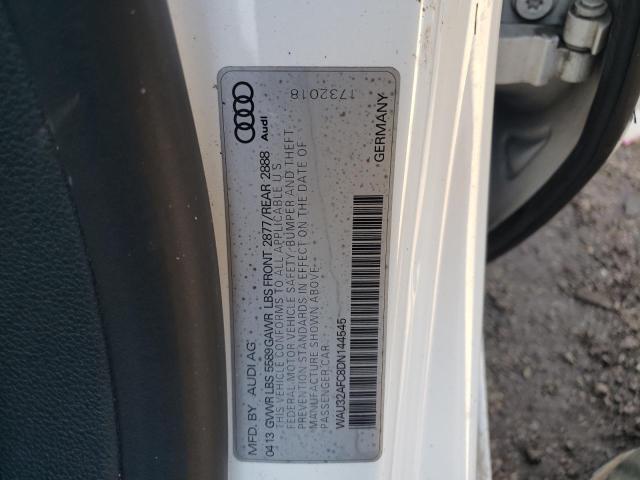 MFD. BY AUDI AG
Audi
04 13 GVWR LBS 5589 GAWR LBS FRONT 2877/REAR 2888
THIS VEHICLE CONFORMS TO ALL APPLICABLE U S
FEDERAL MOTOR VEHICLE SAFETY, BUMPER AND THEFT
PREVENTION STANDARDS IN EFFECT ON THE DATE OF
MANUFACTURE SHOWN ABOVE
PASSENGER CAR
1732018
WAU32AFC8DN144545
GERMANY